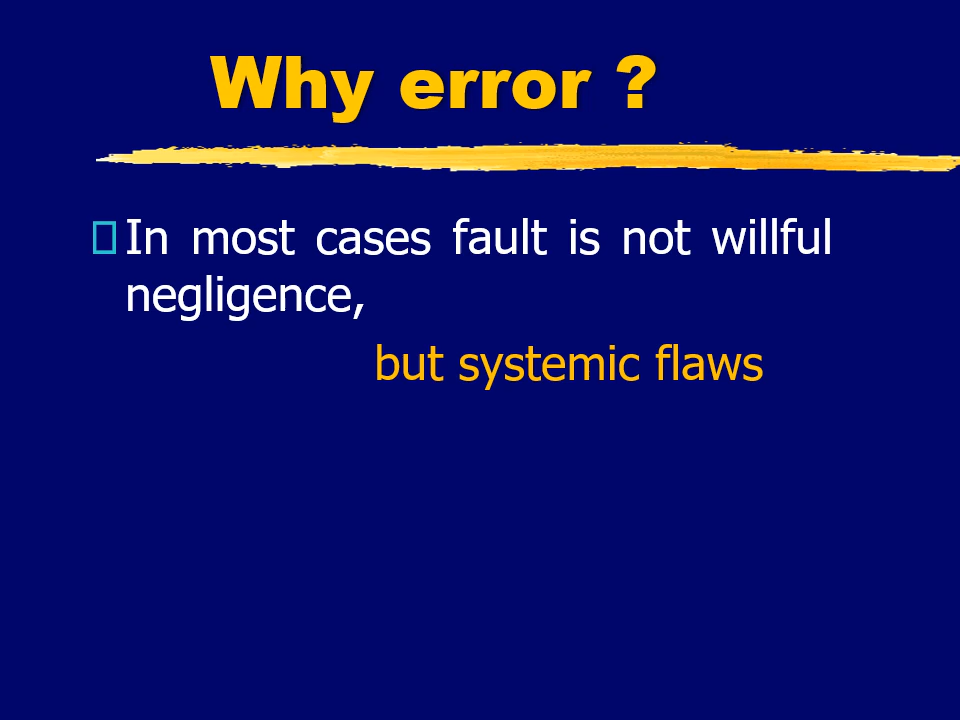 Why error ?
In most cases fault is not willful
negligence,
but systemic flaws